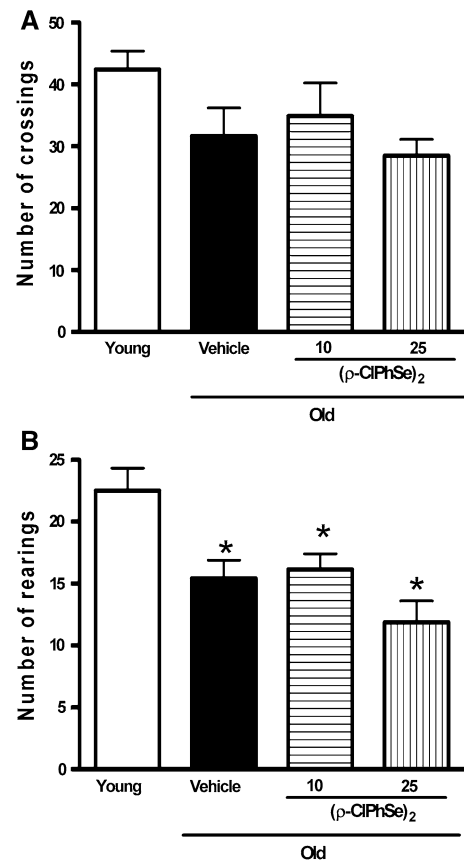 A
Number of crossings
50
40
30
20
10
0
Young Vehicle 10 25
(ρ-ClPhSe)2
Old
B
Number of rearings
25
20
15
10
5
0
* * *
Young Vehicle 10 25
(ρ-ClPhSe)2
Old